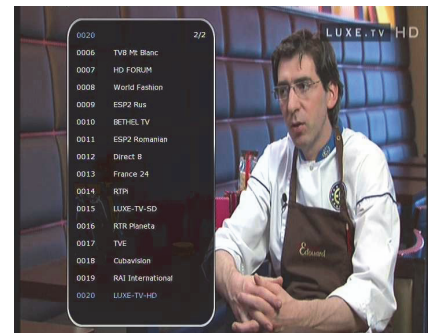 0020 2/2
LUXE.TV HD
0006 TV8 Mt Blanc
0007 HD FORUM
0008 World Fashion
0009 ESP2 Rus
0010 BETHEL TV
0011 ESP2 Romanian
0012 Direct 8
0013 France 24
0014 RTPi
0015 LUXE-TV-SD
0016 RTR Planeta
0017 TVE
0018 Cubavision
0019 RAI International
0020 LUXE-TV-HD
Edouard